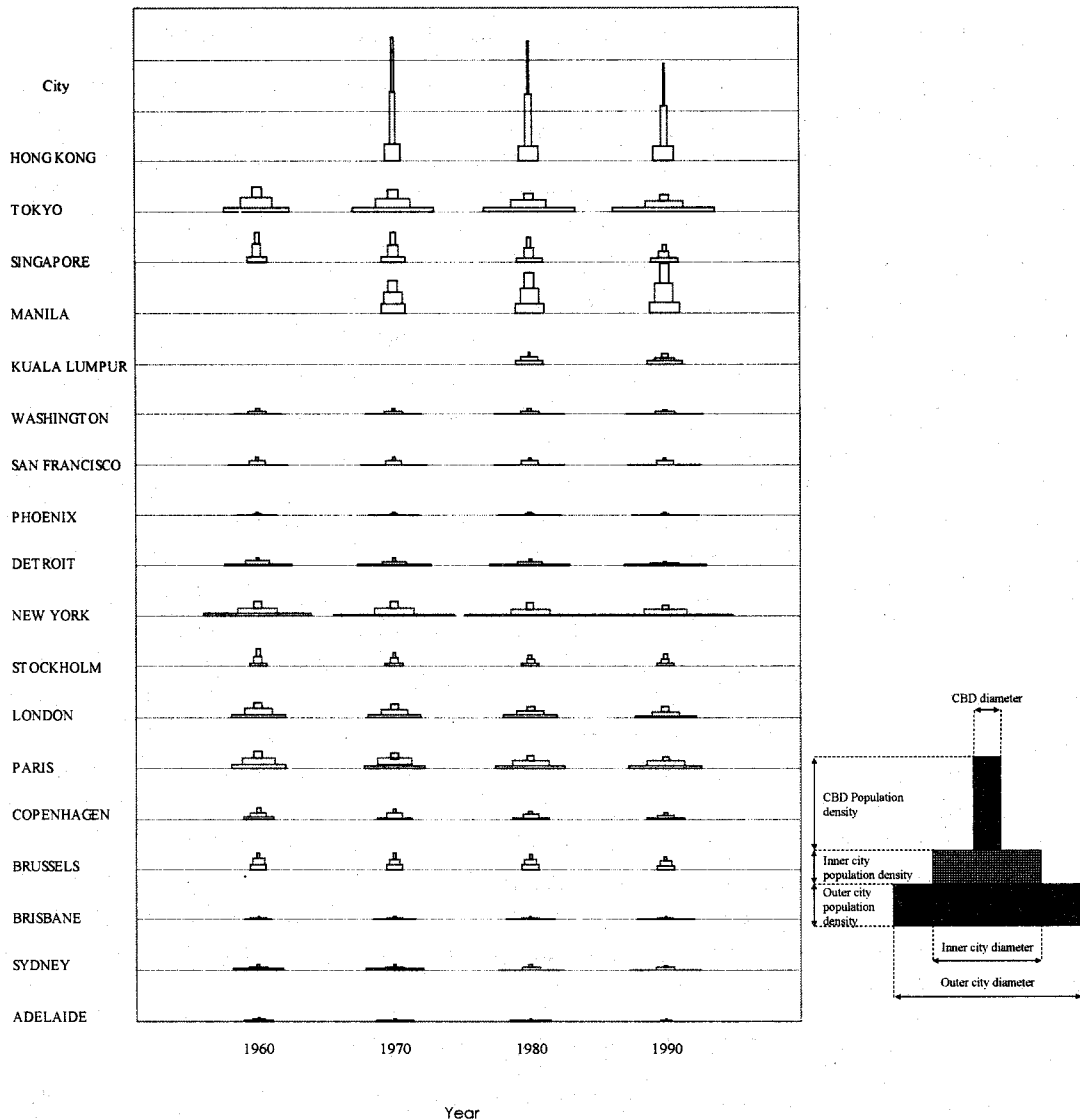 City
HONG KONG
TOKYO
SINGAPORE
MANILA
KUALA LUMPUR
WASHINGTON
SAN FRANCISCO
PHOENIX
DETROIT
NEW YORK
STOCKHOLM
LONDON
PARIS
COPENHAGEN
BRUSSELS
BRISBANE
SYDNEY
ADELAIDE
1960 1970 1980 1990
Year
CBD diameter
CBD Population
density
Inner city
population density
Outer city
population
density
Inner city diameter
Outer city diameter